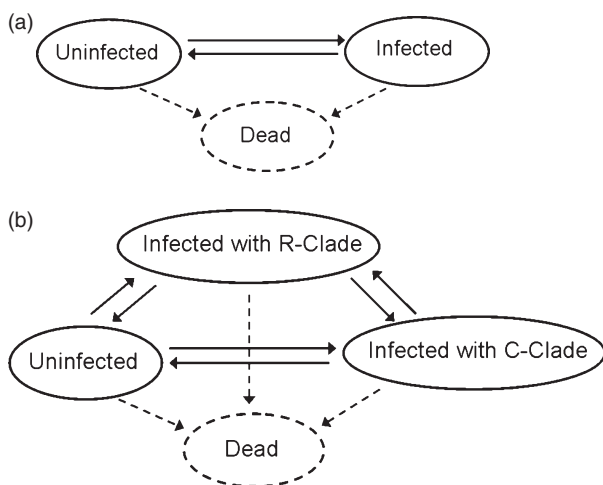 (a)
Uninfected
Infected
Dead
(b)
Infected with R-Clade
Uninfected
Infected with C-Clade
Dead